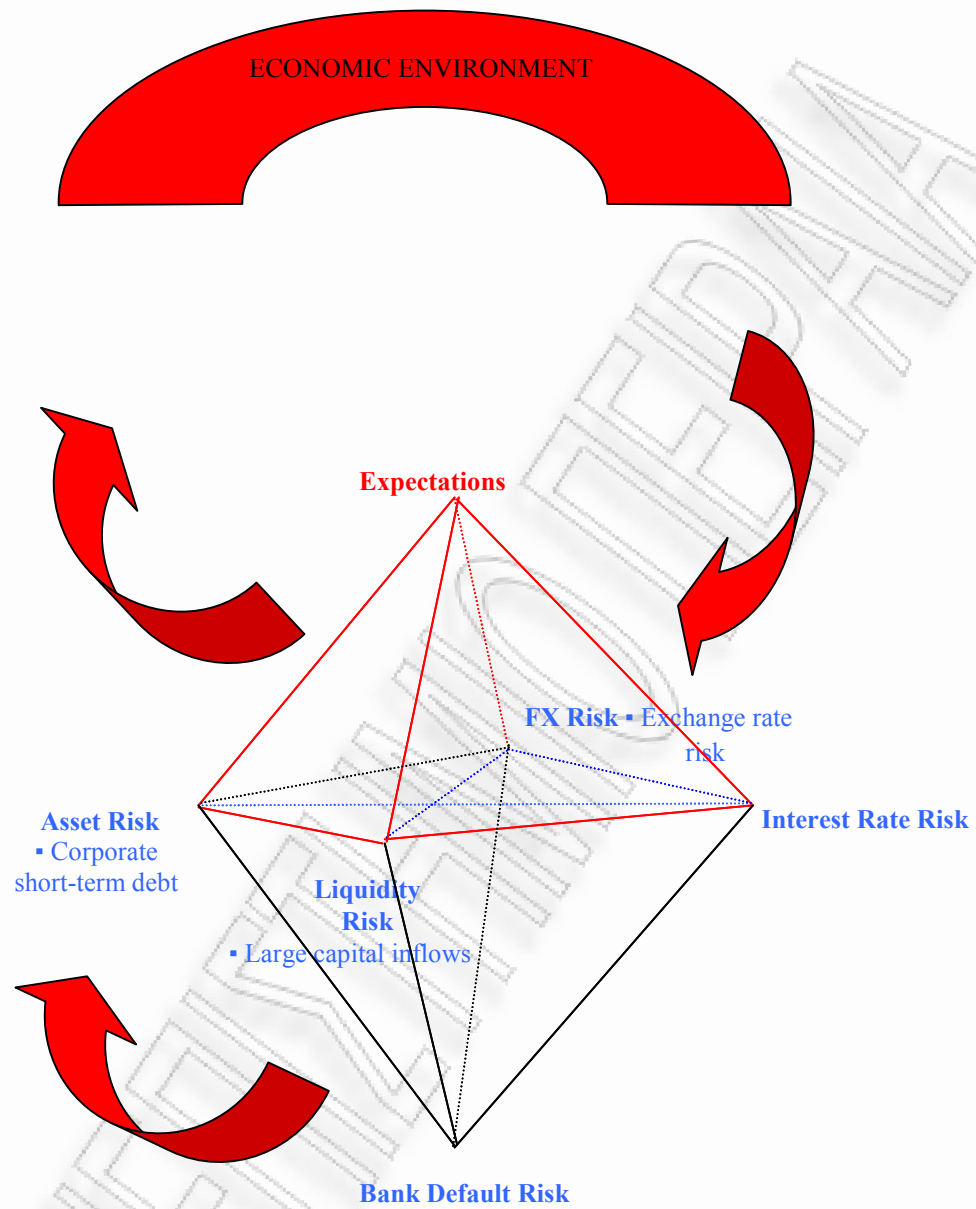 ECONOMIC ENVIRONMENT
Expectations
FX Risk ▪ Exchange rate
risk
Asset Risk
▪ Corporate
short-term debt
Interest Rate Risk
Liquidity
Risk
▪ Large capital inflows
Bank Default Risk